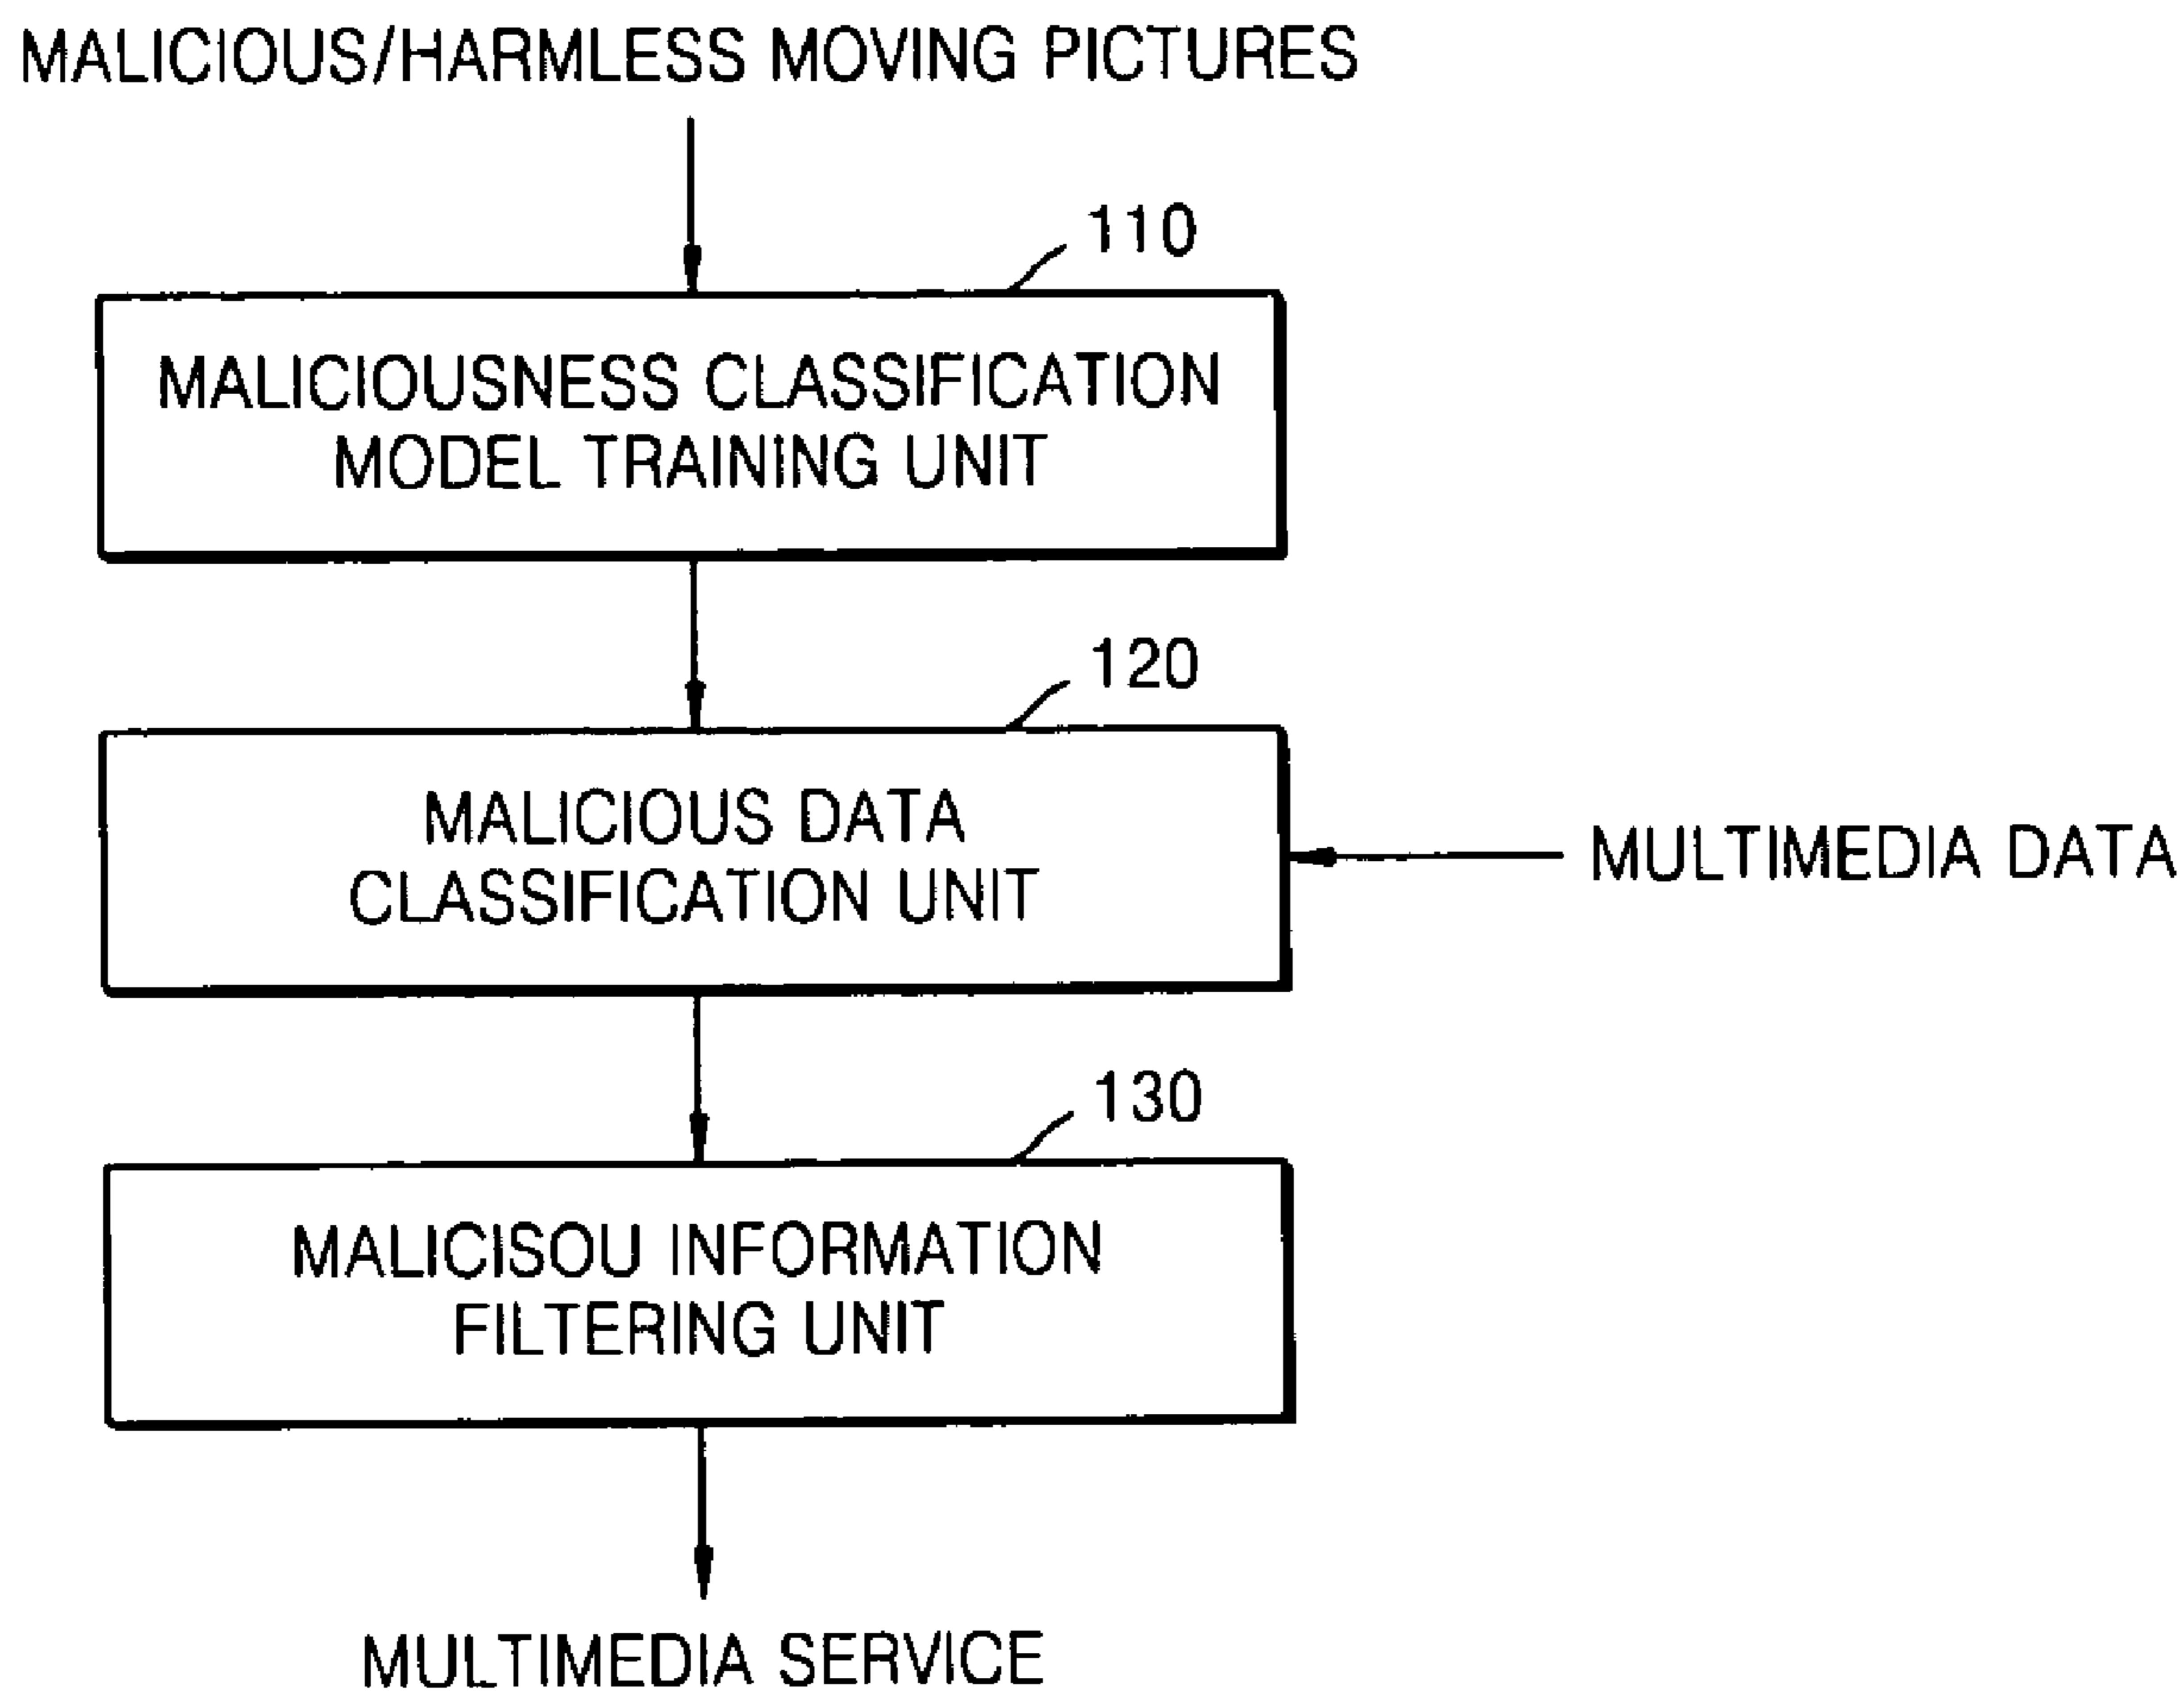 MALICIOUS/HARMLESS MOVING PICTURES
110
MALICIOUSNESS CLASSIFICATION
MODEL TRAINING UNIT
120
MALICIOUS DATA
CLASSIFICATION UNIT
MULTIMEDIA DATA
130
MALICISOU INFORMATION
FILTERING UNIT
MULTIMEDIA SERVICE